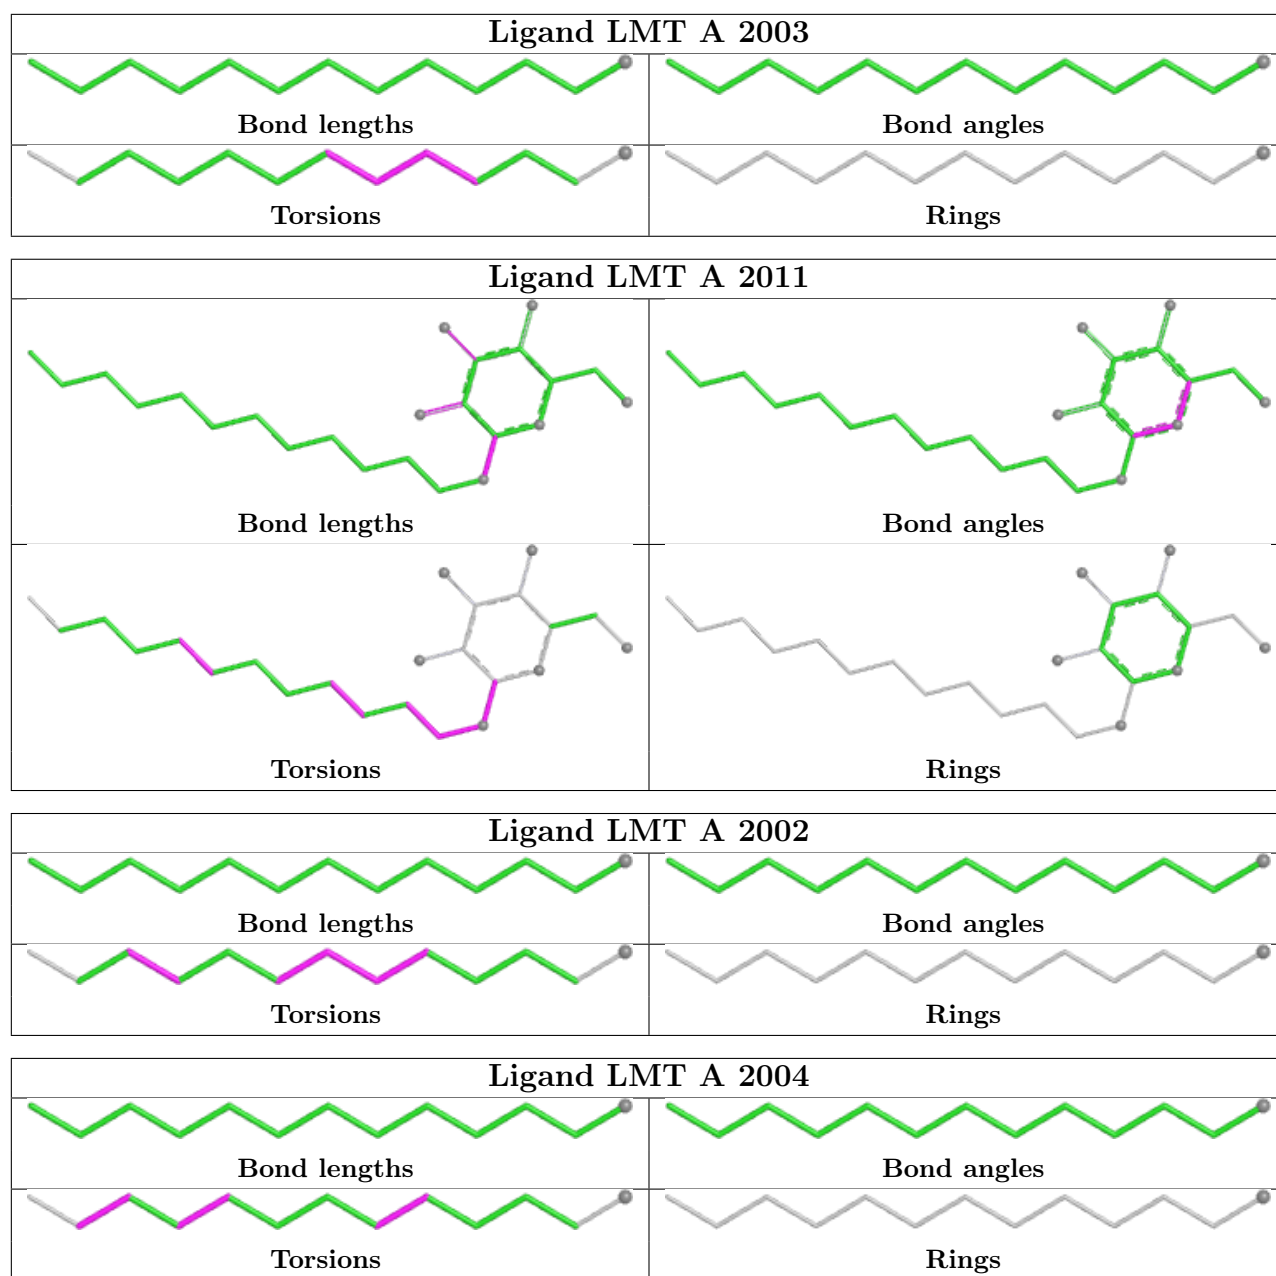 Ligand LMT A 2003
Bond lengths
Bond angles
Torsions
Rings
Ligand LMT A 2011
Bond lengths
Bond angles
Torsions
Rings
Ligand LMT A 2002
Bond lengths
Bond angles
Torsions
Rings
Ligand LMT A 2004
Bond lengths
Bond angles
Torsions
Rings